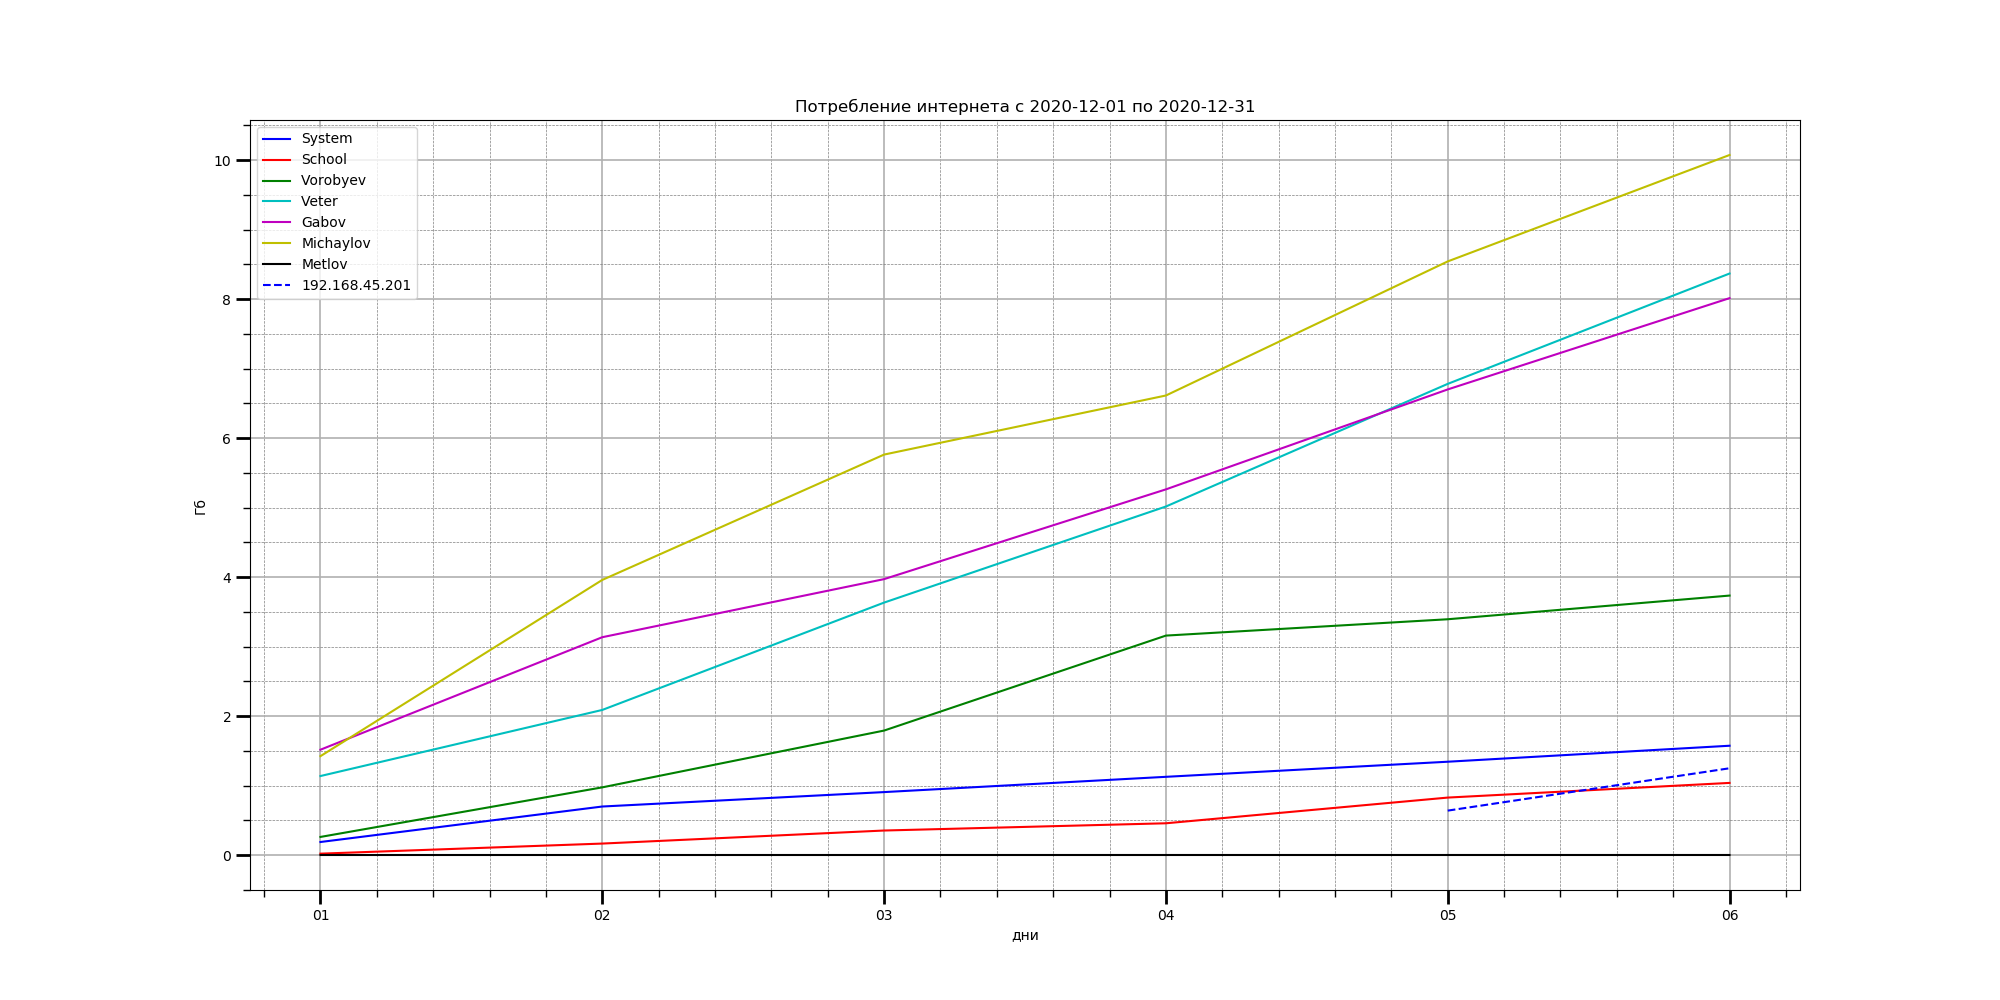 Потребление интернета с 2020-12-01 по 2020-12-31
System
School
Vorobyev
Veter
Gabov
Michaylov
Metlov
192.168.45.201
10
8
6
4
2
0
Гб
01 02 03 04 05 06
дни